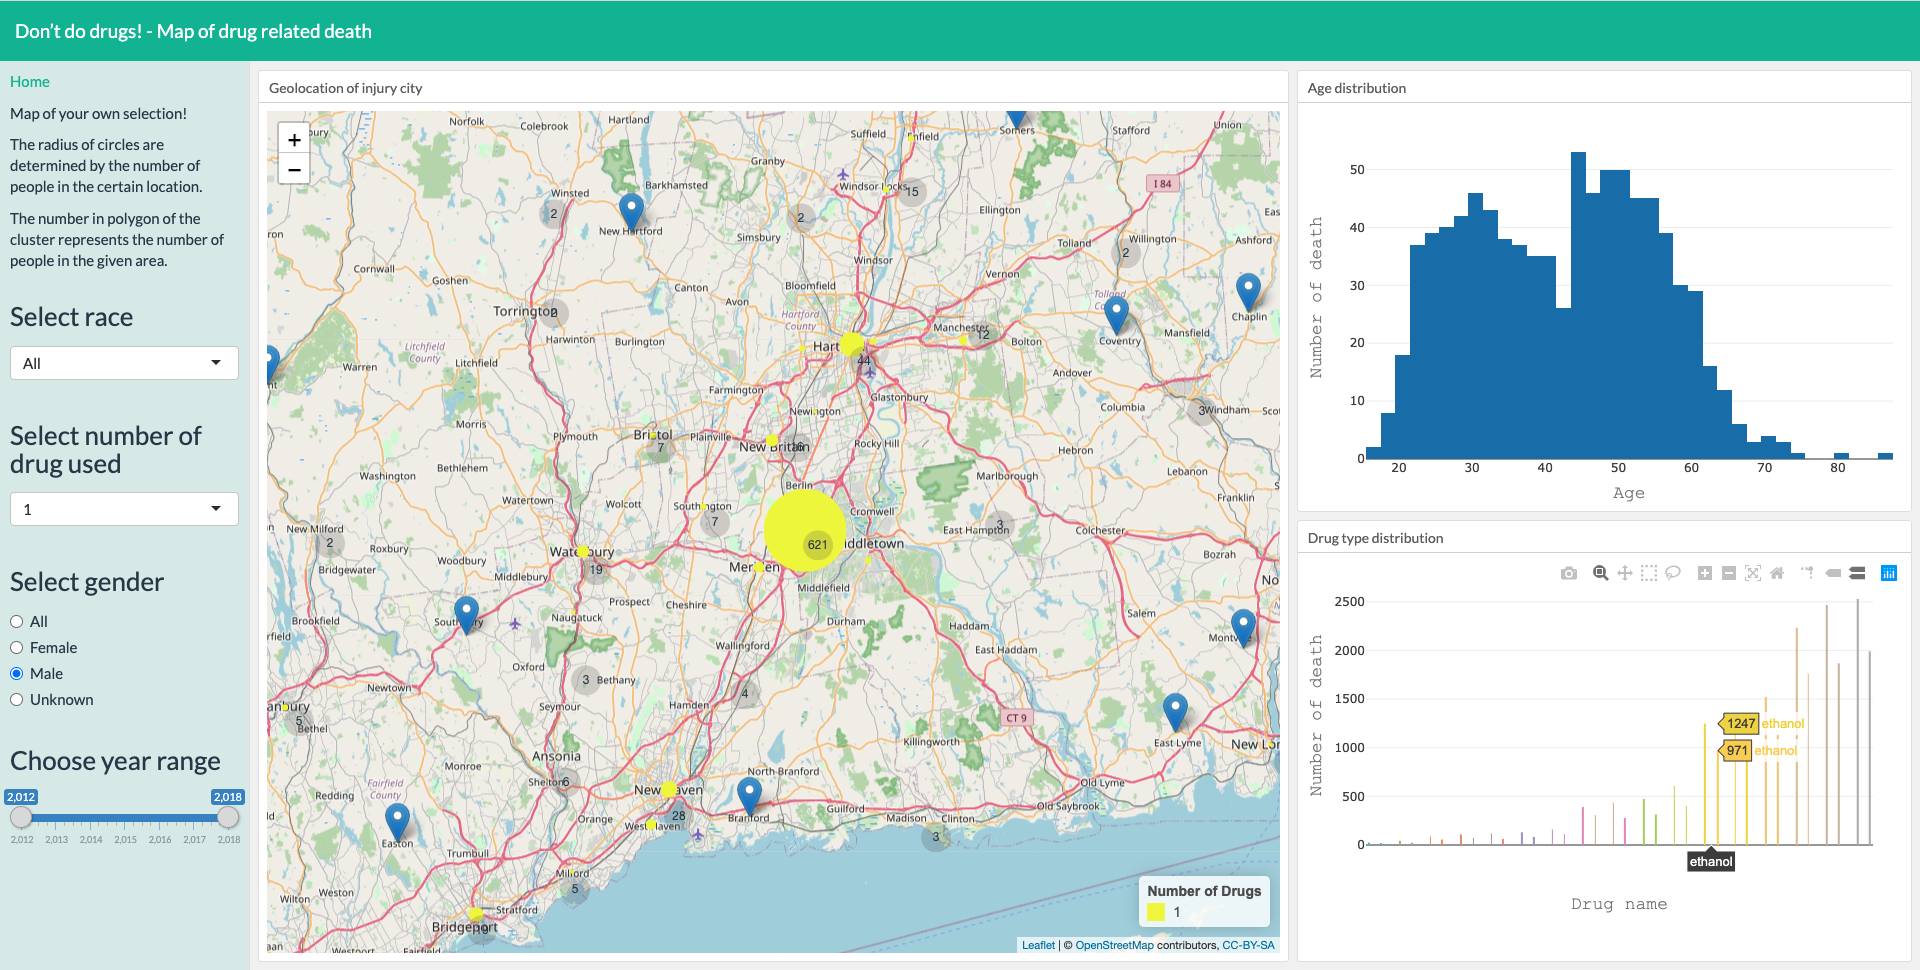 Don't do drugs! - Map of drug related death
Home
Map of your own selection!
The radius of circles are
determined by the number of
people in the certain location.
The number in polygon of the
cluster represents the number of
people in the given area.
Select race
All
Select number of
drug used
1
Select gender
All
Female
Male
Unknown
Choose year range
2,012 2,018
2,012 2,013 2,014 2,015 2,016 2,017 2,018
Geolocation of injury city
+
−
Norfolk
Colebrook
Hartland
Suffield
Somers
Stafford
Union
Granby
Winsted
Barkhamsted
Windsor Locks
15
I 84
2
New Hartford
2
Simsbury
Ellington
Tolland
Willington
2
Ashford
Cornwall
Goshen
Canton
Windsor
Vernon
Avon
Bloomfield
Torrington
Hartford
County
Chaplin
Harwinton
Burlington
Manchester
12
Bolton
Coventry
Mansfield
Litchfield
County
Litchfield
Warren
44
Andover
Farmington
Glastonbury
Newington
Columbia
3
Windham
Morris
Plymouth
Bristol
7
Plainville
New Britain
Rocky Hill
Hebron
Bethlehem
Washington
Marlborough
Lebanon
Berlin
Watertown
Wolcott
Southington
7
Cromwell
Franklin
New Milford
2
East Hampton
3
Colchester
Roxbury
Waterbury
621
Bozrah
Bridgewater
Middlebury
19
Middlefield
Prospect
Cheshire
Brookfield
Naugatuck
Durham
Salem
Haddam
Wallingford
East Haddam
Oxford
3
Bethany
Newtown
4
Hamden
Seymour
CT 9
5
Bethel
East Lyme
Killingworth
Ansonia
Monroe
North Branford
Shelton
6
Fairfield
County
Redding
New Haven
Old Lyme
Old Saybrook
Guilford
Madison
Clinton
Branford
28
Orange
3
Easton
Trumbull
Milford
5
Weston
Wilton
Stratford
Bridgeport
Westport
Number of Drugs
1
Leaflet | © OpenStreetMap contributors, CC-BY-SA
Age distribution
Number of death
50
40
30
20
10
0
20 30 40 50 60 70 80
Age
Drug type distribution
Number of death
2500
2000
1500
1000
500
0
1247 ethanol
971 ethanol
ethanol
Drug name